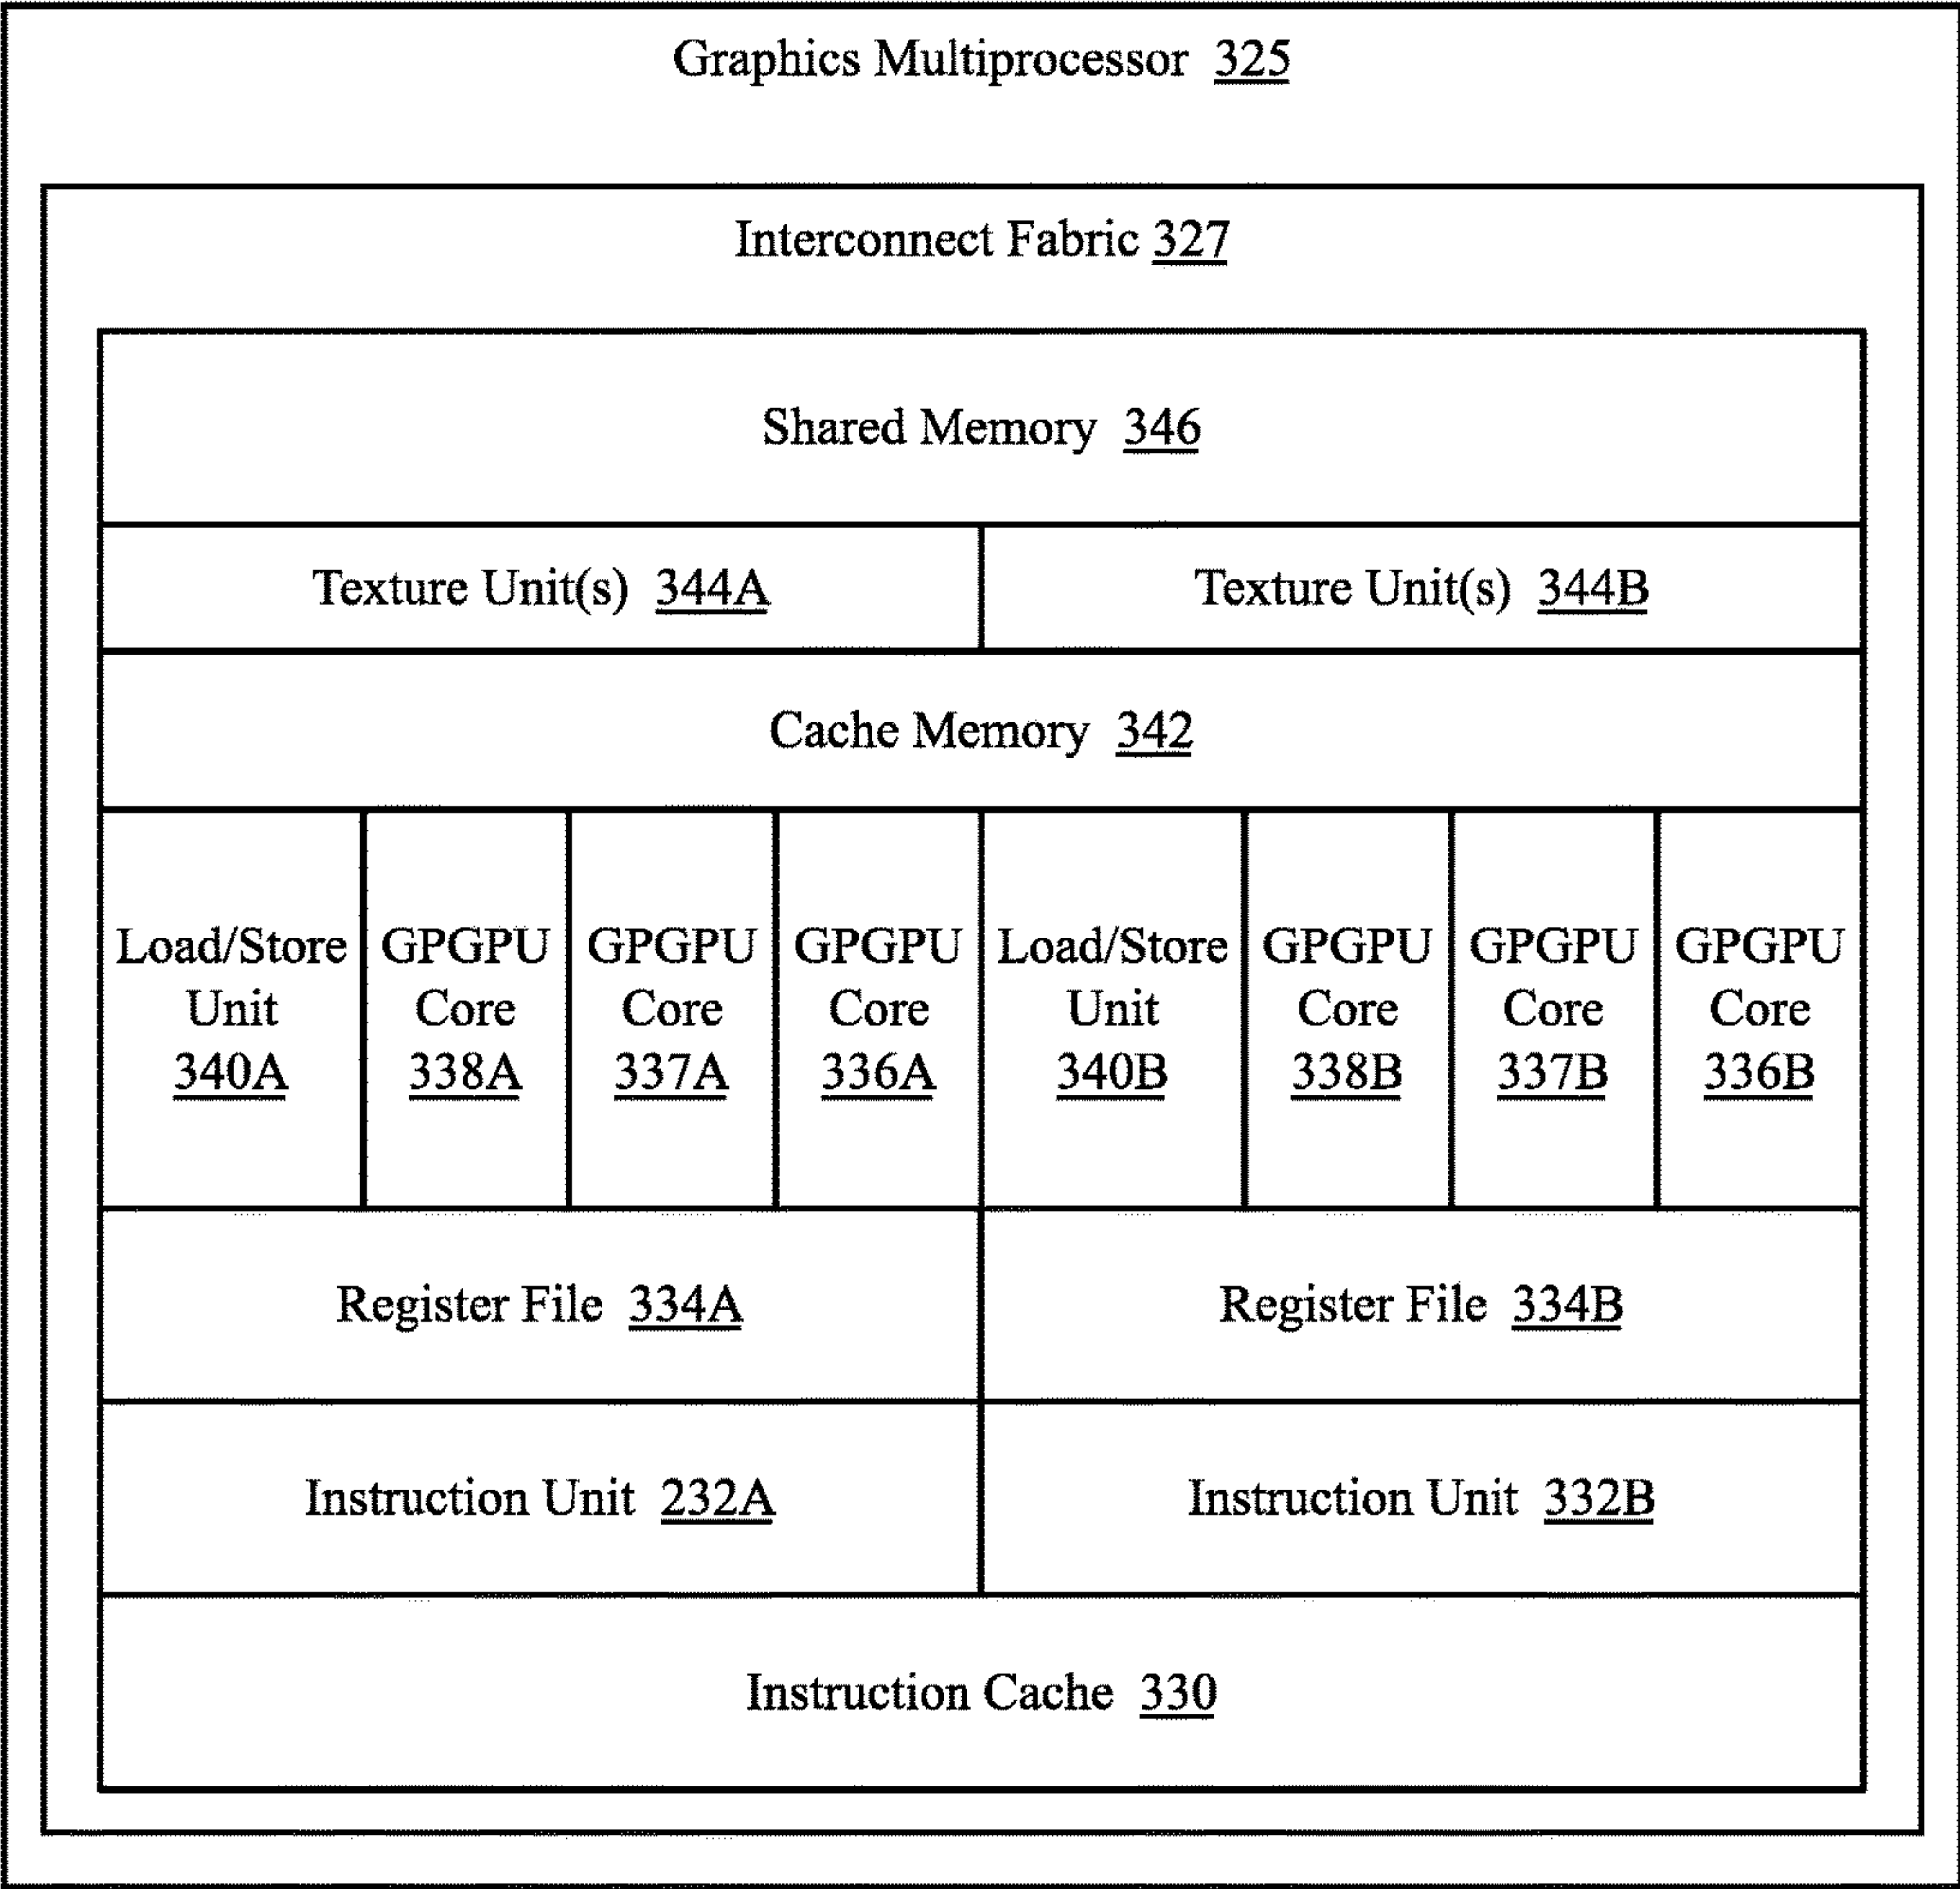 Graphics Multiprocessor 325
Interconnect Fabric 327
Shared Memory 346
Texture Unit(s) 344A
Texture Unit(s) 344B
Cache Memory 342
Load/Store
Unit
340A
GPGPU
Core
338A
GPGPU
Core
337A
GPGPU
Core
336A
Load/Store
Unit
340B
GPGPU
Core
338B
GPGPU
Core
337B
GPGPU
Core
336B
Register File 334A
Register File 334B
Instruction Unit 232A
Instruction Unit 332B
Instruction Cache 330